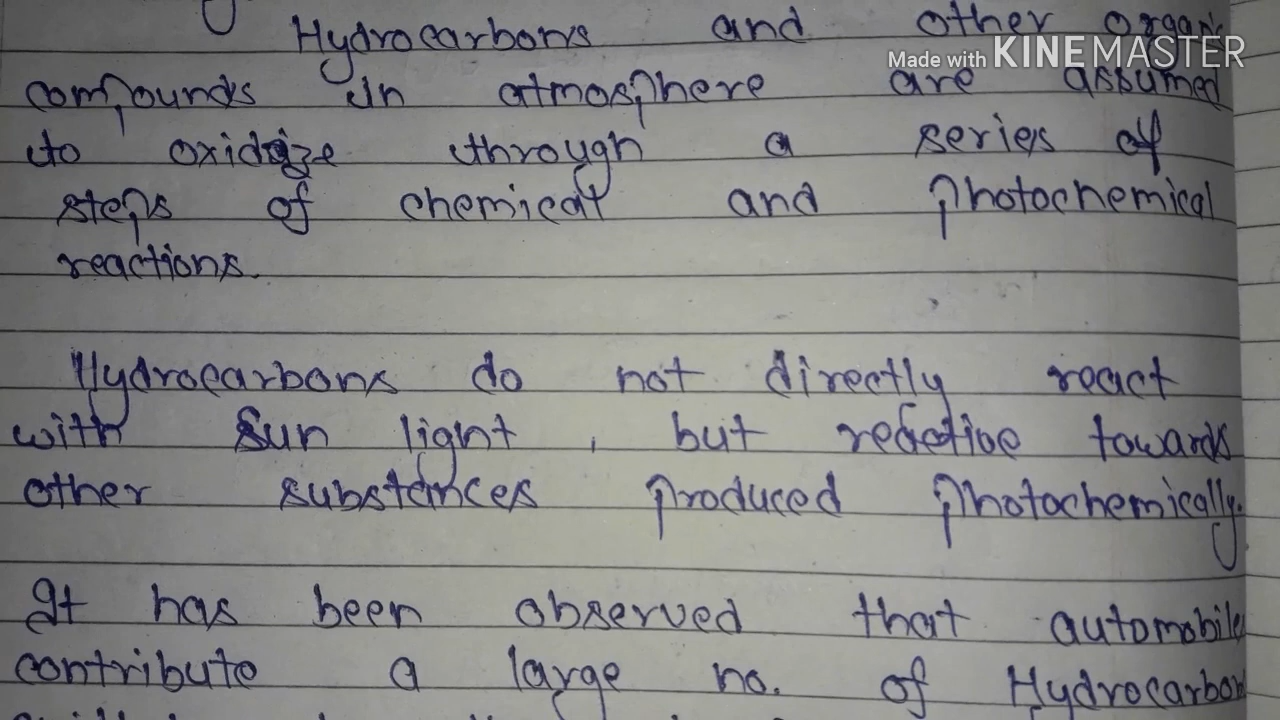 Hydrocarbons and other organic
Made with KINEMASTER
compounds in atmosphere are assumed
to oxidize through a series of
steps of chemical and photochemical
reactions.
Hydrocarbons do not directly react
with Sun light, but reactive towards
other substances produced photochemically.
It has been observed that automobile
contribute a large no. of Hydrocarbon